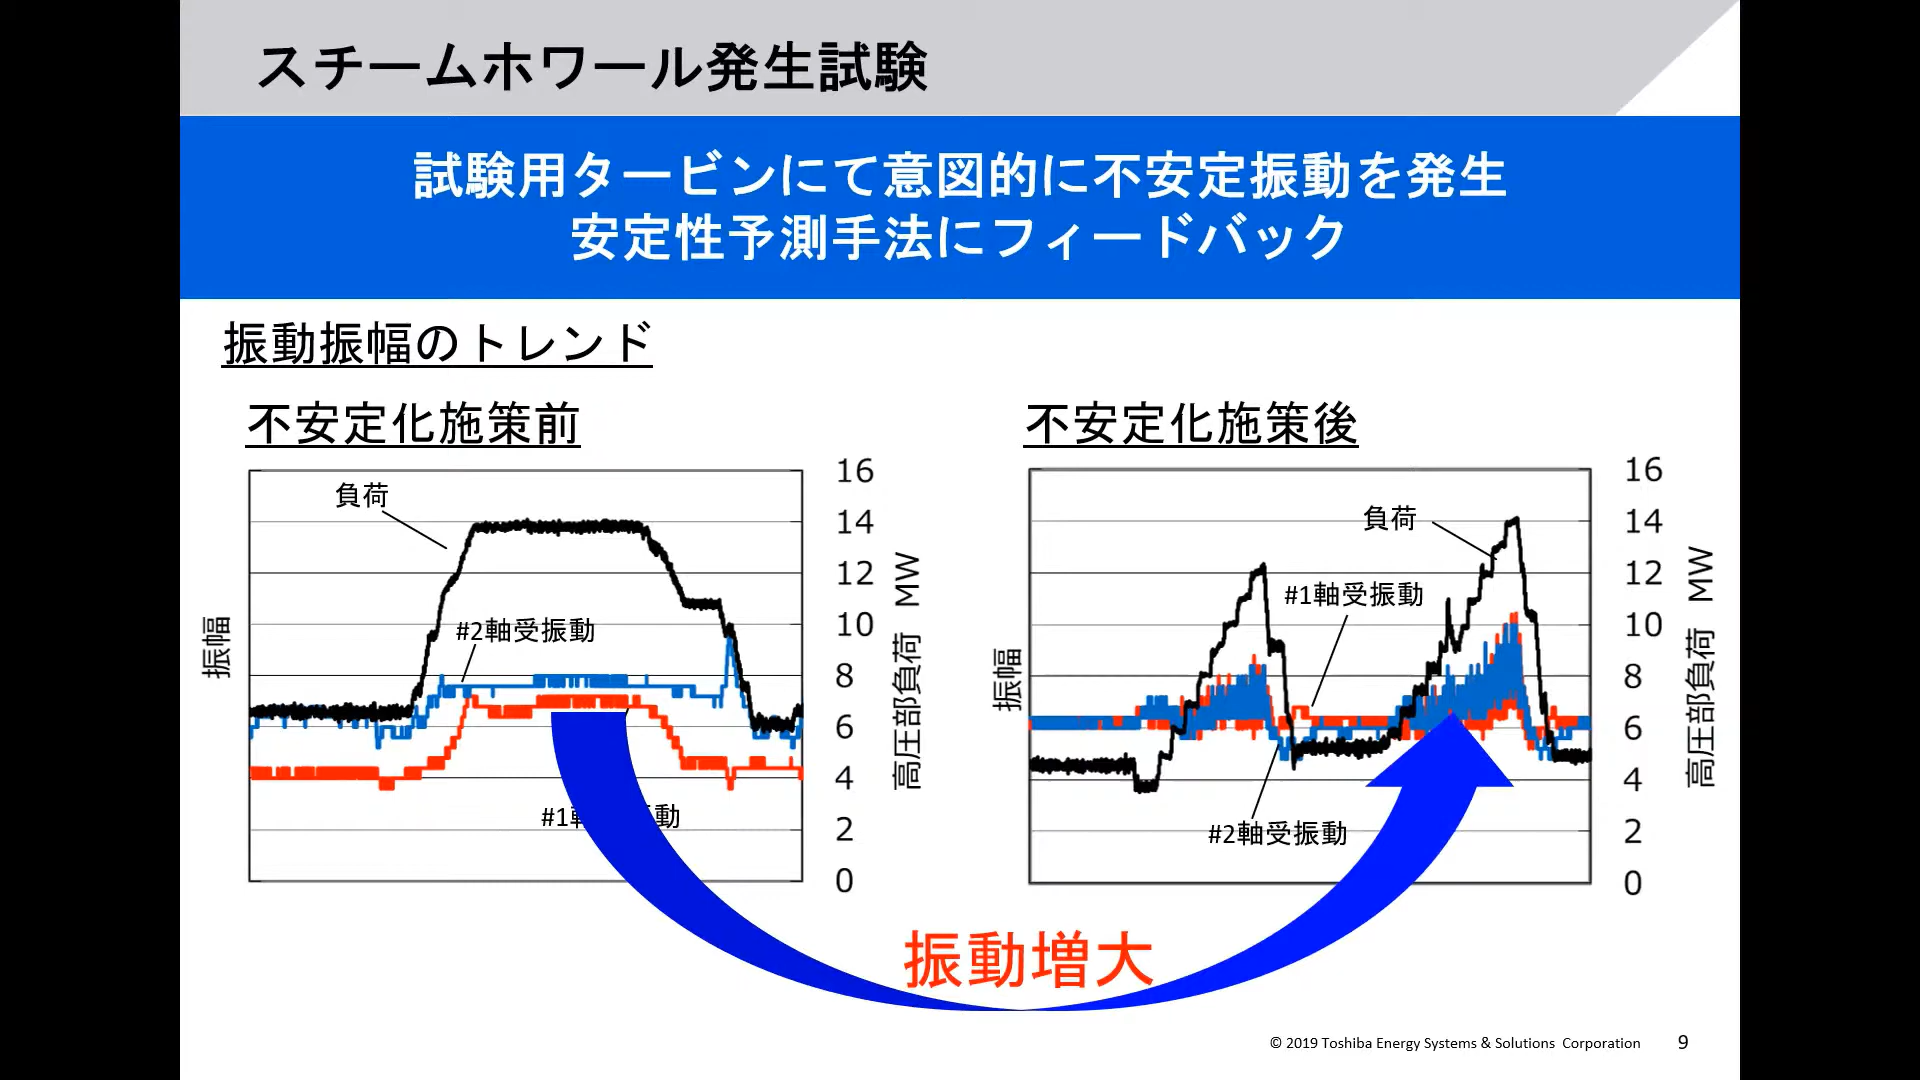 スチームホワール発生試験
試験用タービンにて意図的に不安定振動を発生
安定性予測手法にフィードバック
振動振幅のトレンド
不安定化施策前
負荷
#2軸受振動
#1軸
動
振幅
16
14
12
10
8
6
4
2
0
高圧部負荷 MW
不安定化施策後
負荷
#1軸受振動
#2軸受振動
振幅
16
14
12
10
8
6
4
2
0
高圧部負荷 MW
振動増大
© 2019 Toshiba Energy Systems & Solutions Corporation 9